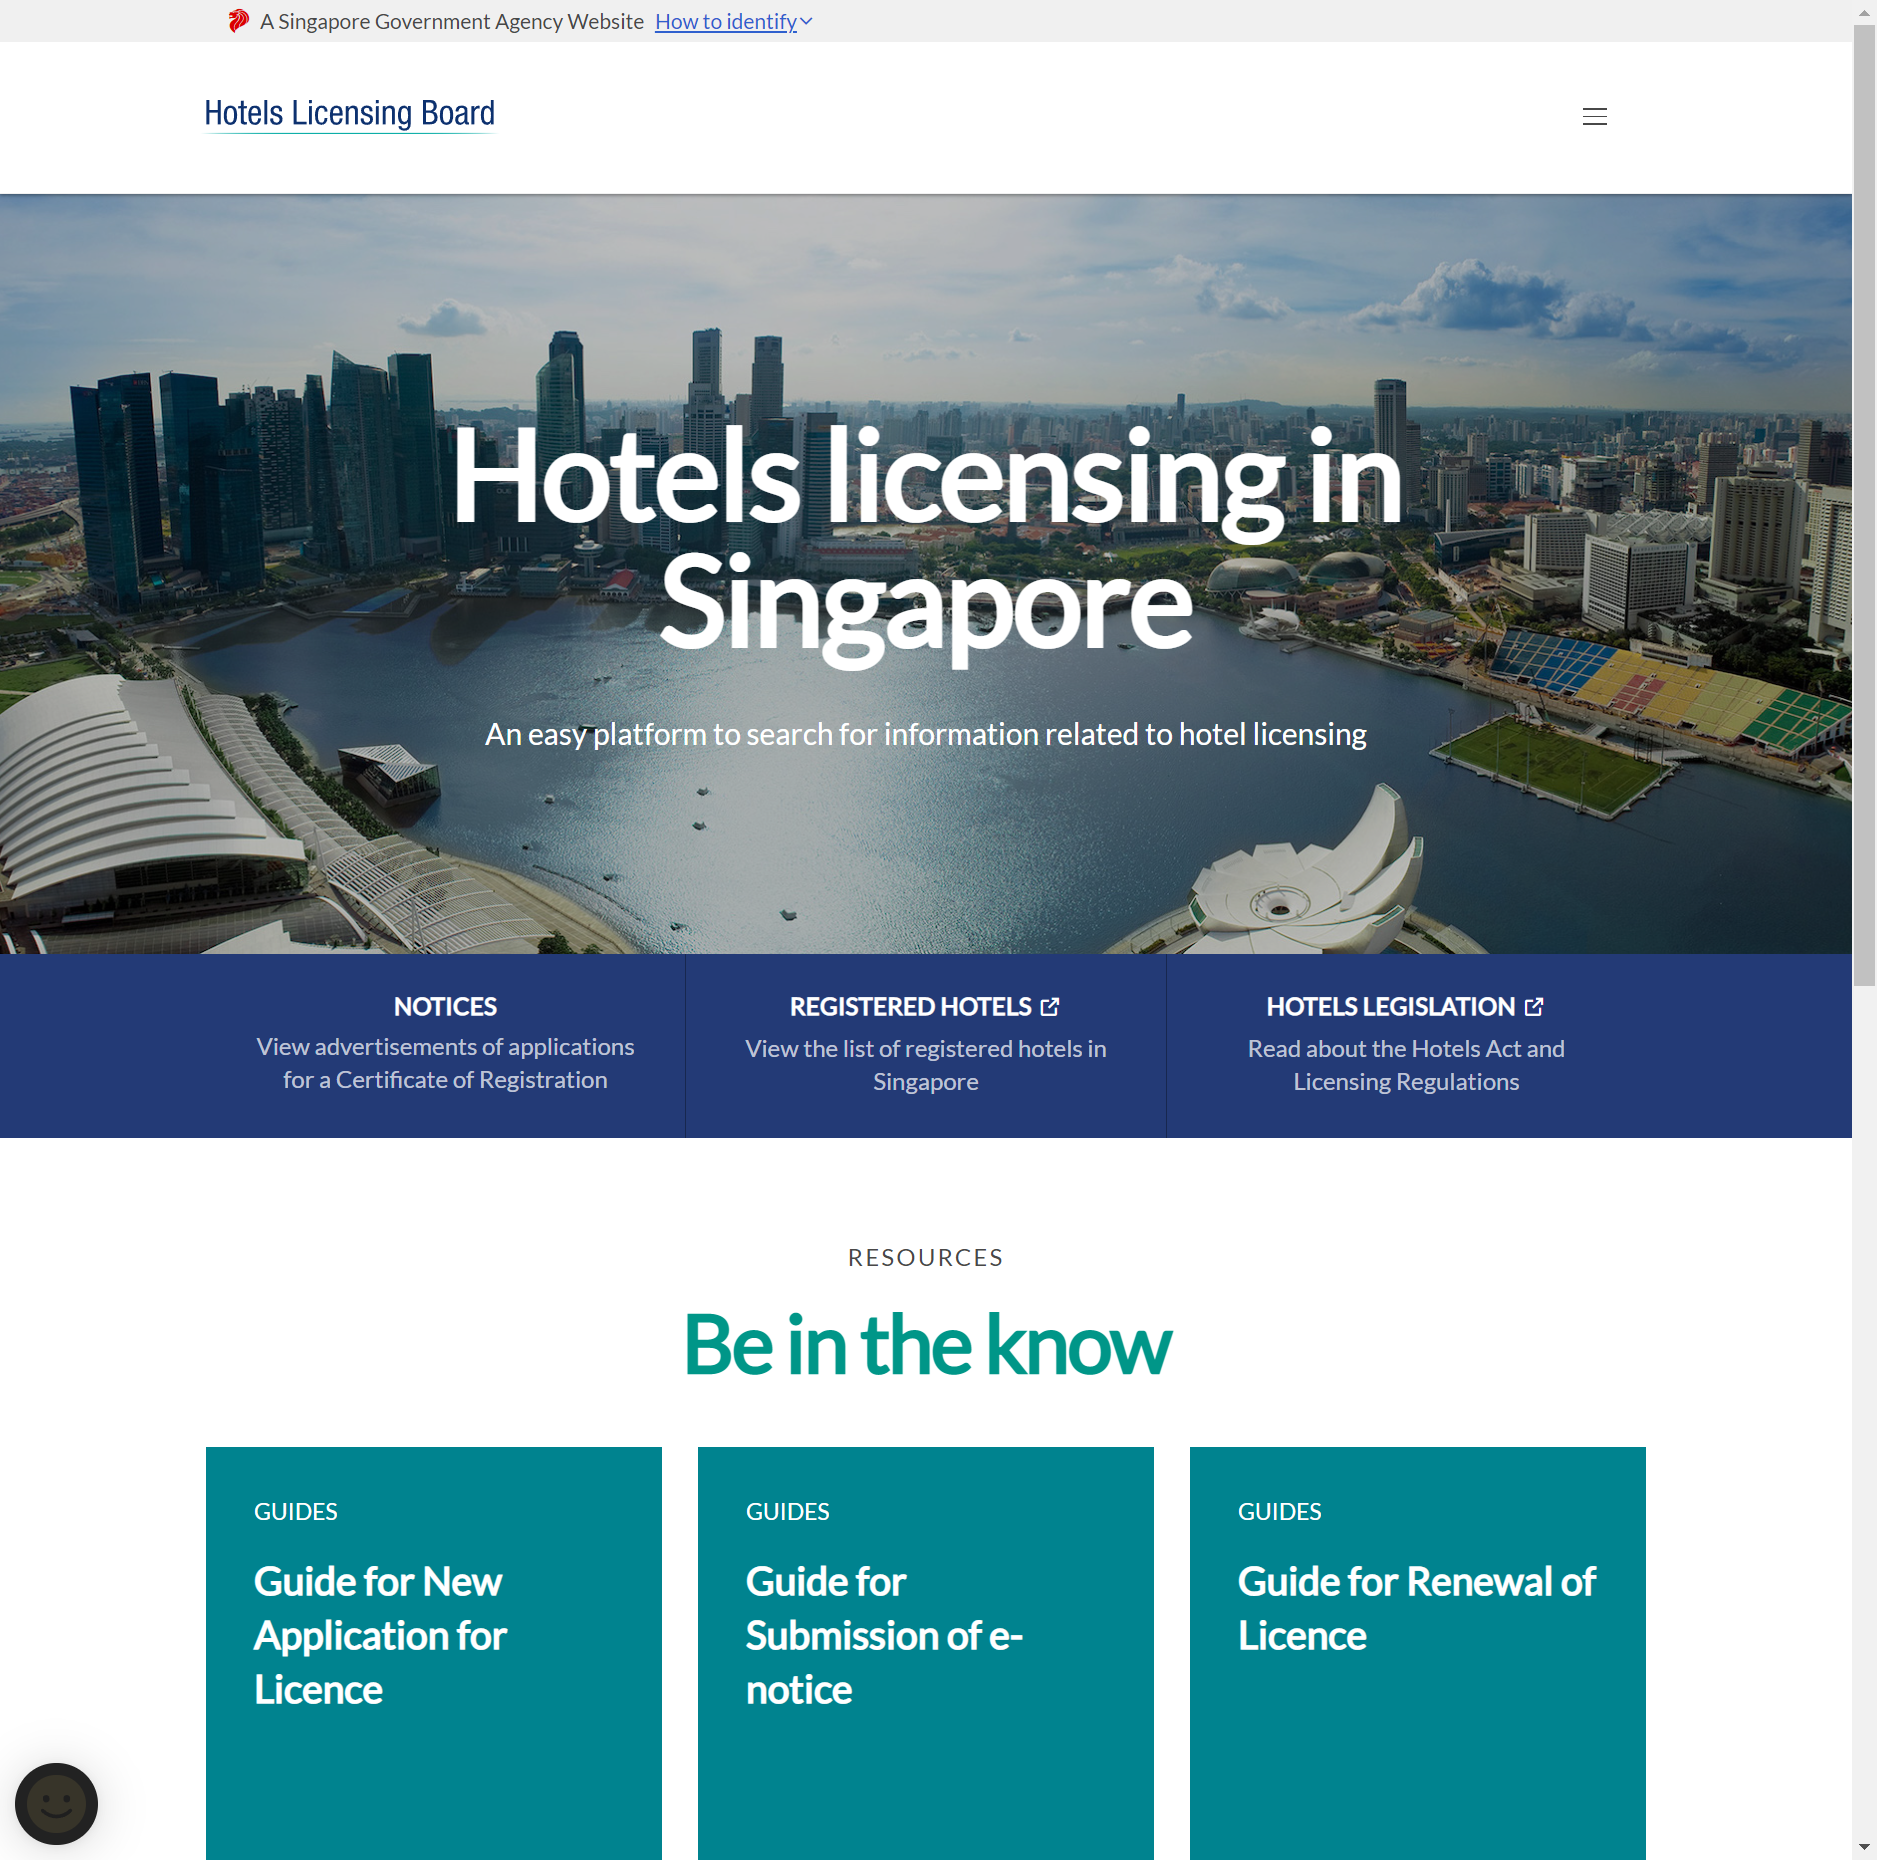 A Singapore Government Agency Website How to identify
Hotels Licensing Board
Hotels licensing in
Singapore
An easy platform to search for information related to hotel licensing
NOTICES
View advertisements of applications
for a Certificate of Registration
REGISTERED HOTELS
View the list of registered hotels in
Singapore
HOTELS LEGISLATION
Read about the Hotels Act and
Licensing Regulations
RESOURCES
Be in the know
GUIDES
Guide for New
Application for
Licence
GUIDES
Guide for
Submission of e-
notice
GUIDES
Guide for Renewal of
Licence